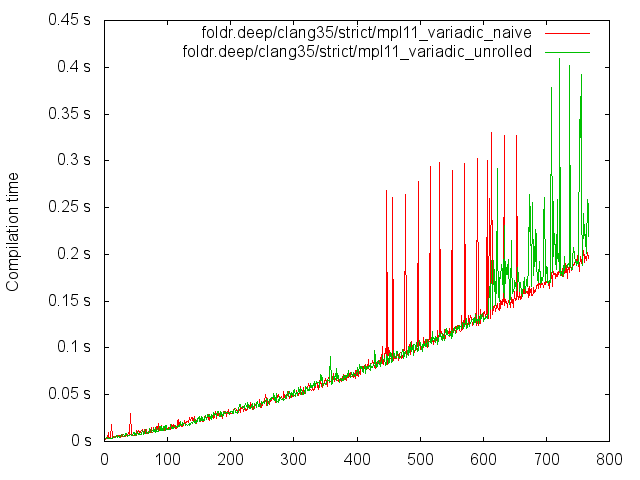 0.45 s
foldr.deep/clang35/strict/mpl11_variadic_naive
foldr.deep/clang35/strict/mpl11_variadic_unrolled
0.4 s
0.35 s
0.3 s
0.25 s
0.2 s
0.15 s
0.1 s
0.05 s
0 s
Compilation time
0 100 200 300 400 500 600 700 800